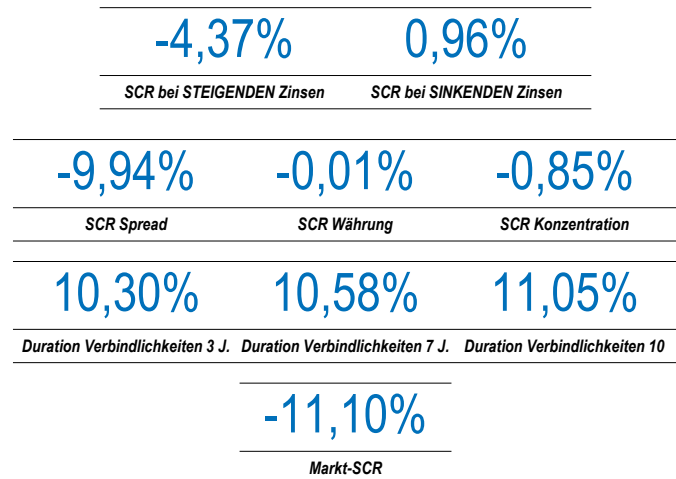 -4,37% 0,96%
SCR bei STEIGENDEN Zinsen SCR bei SINKENDEN Zinsen
-9,94% -0,01% -0,85%
SCR Spread SCR Währung SCR Konzentration
10,30% 10,58% 11,05%
Duration Verbindlichkeiten 3 J. Duration Verbindlichkeiten 7 J. Duration Verbindlichkeiten 10
-11,10%
Markt-SCR